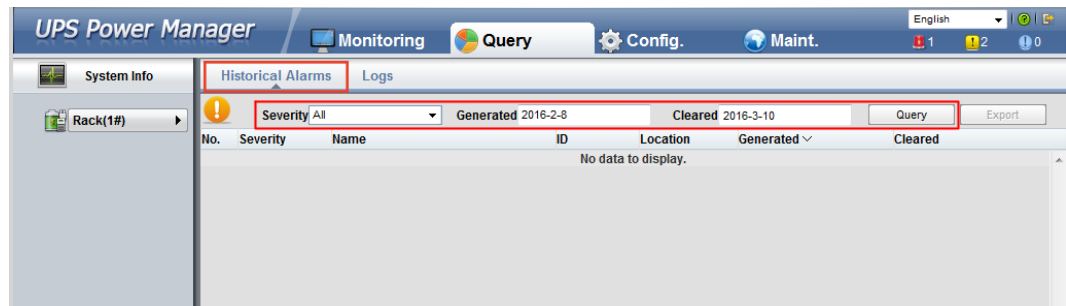 UPS Power Manager
Monitoring
Query
Config.
Maint.
English
1
2
0
System Info
Historical Alarms
Logs
Rack(1#)
Severity All Generated 2016-2-8 Cleared 2016-3-10 Query Export
No. Severity Name ID Location Generated Cleared
No data to display.